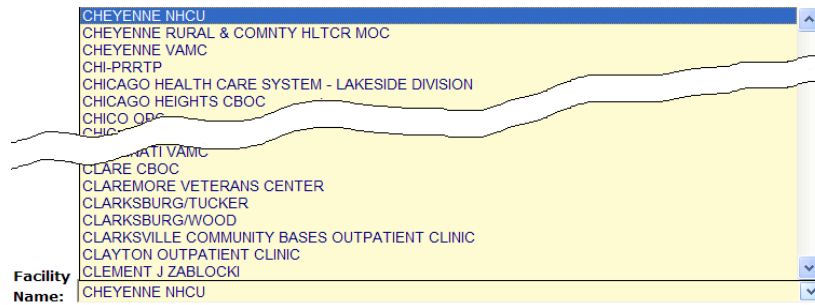 CHEYENNE NHCU
CHEYENNE RURAL & COMNTY HLTCR MOC
CHEYENNE VAMC
CHI-PRRTP
CHICAGO HEALTH CARE SYSTEM - LAKESIDE DIVISION
CHICAGO HEIGHTS CBOC
CHICO
VAMC
CLARE CBOC
CLAREMORE VETERANS CENTER
CLARKSBURG/TUCKER
CLARKSBURG/WOOD
CLARKSVILLE COMMUNITY BASES OUTPATIENT CLINIC
CLAYTON OUTPATIENT CLINIC
CLEMENT J ZABLOCKI
Facility
Name: CHEYENNE NHCU